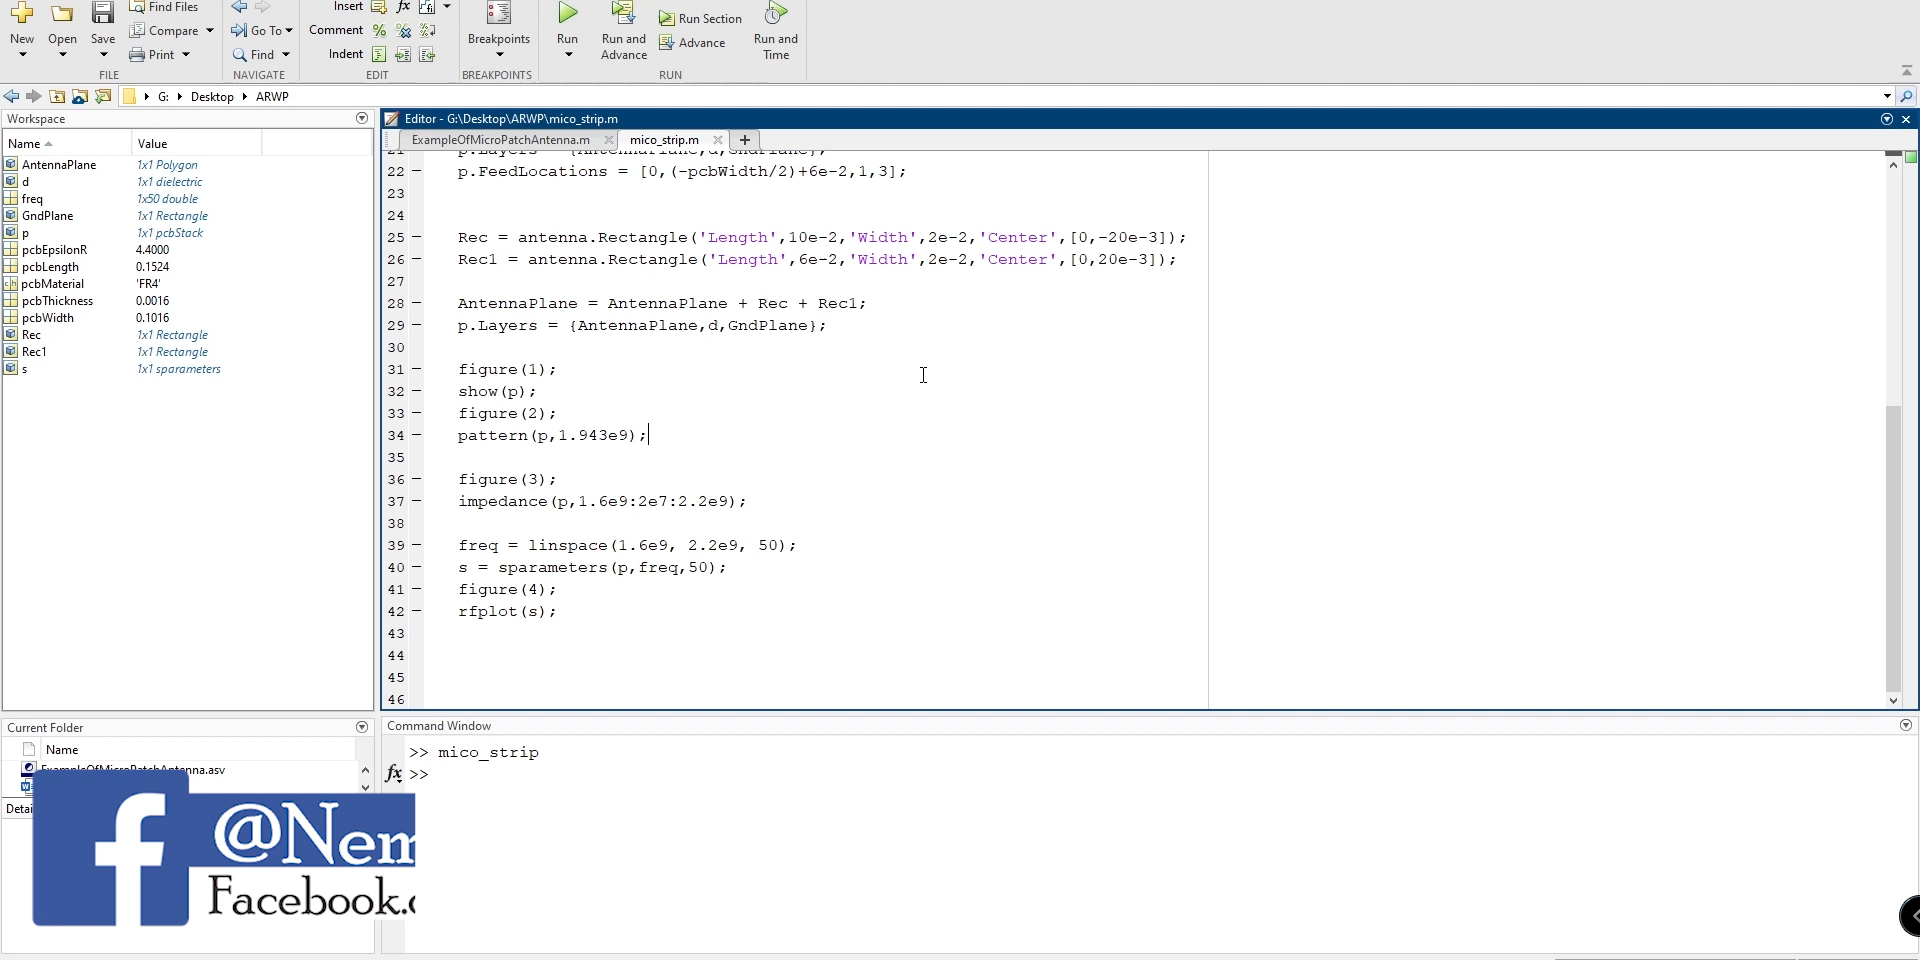 Find Files
Insert
fx
New
Open
Save
Compare
Print
Go To
Find
Comment
Indent
Breakpoints
Run
Run and
Advance
Run Section
Advance
Run and
Time
FILE
NAVIGATE
EDIT
BREAKPOINTS
RUN
G: Desktop ARWP
Workspace
Name Value
AntennaPlane 1x1 Polygon
d 1x1 dielectric
freq 1x50 double
GndPlane 1x1 Rectangle
p 1x1 pcbStack
pcbEpsilonR 4.4000
pcbLength 0.1524
pcbMaterial 'FR4'
pcbThickness 0.0016
pcbWidth 0.1016
Rec 1x1 Rectangle
Rec1 1x1 Rectangle
s 1x1 sparameters
Editor - G:\Desktop\ARWP\mico_strip.m
ExampleOfMicroPatchAntenna.m
mico_strip.m
21 p.Layers = {AntennaPlane,d,GndPlane};
22 p.FeedLocations = [0,(-pcbWidth/2)+6e-2,1,3];
23
24
25 Rec = antenna.Rectangle('Length',10e-2,'Width',2e-2,'Center',[0,-20e-3]);
26 Rec1 = antenna.Rectangle('Length',6e-2,'Width',2e-2,'Center',[0,20e-3]);
27
28 AntennaPlane = AntennaPlane + Rec + Rec1;
29 p.Layers = {AntennaPlane,d,GndPlane};
30
31 figure(1);
32 show(p);
33 figure(2);
34 pattern(p,1.943e9);
35
36 figure(3);
37 impedance(p,1.6e9:2e7:2.2e9);
38
39 freq = linspace(1.6e9, 2.2e9, 50);
40 s = sparameters(p,freq,50);
41 figure(4);
42 rfplot(s);
43
44
45
46
Current Folder
Name
ExampleOfMicroPatchAntenna.asv
Detai
Command Window
>> mico_strip
fx >>
@Nem
Facebook.c